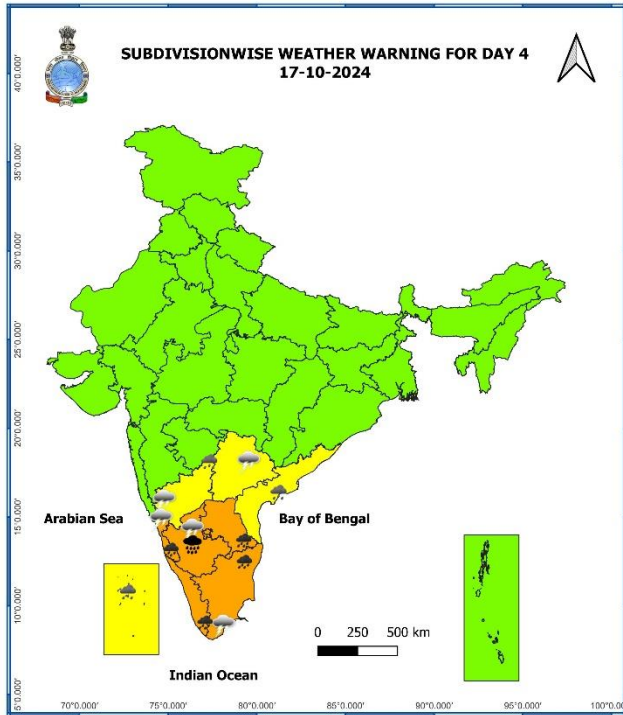 SUBDIVISIONWISE WEATHER WARNING FOR DAY 4
17-10-2024
40°0.000'
35°0.000'
30°0.000'
25°0.000'
20°0.000'
15°0.000'
10°0.000'
5°0.000'
Arabian Sea
Bay of Bengal
0 250 500 km
Indian Ocean
70°0.000' 75°0.000' 80°0.000' 85°0.000' 90°0.000' 95°0.000' 100°0.0